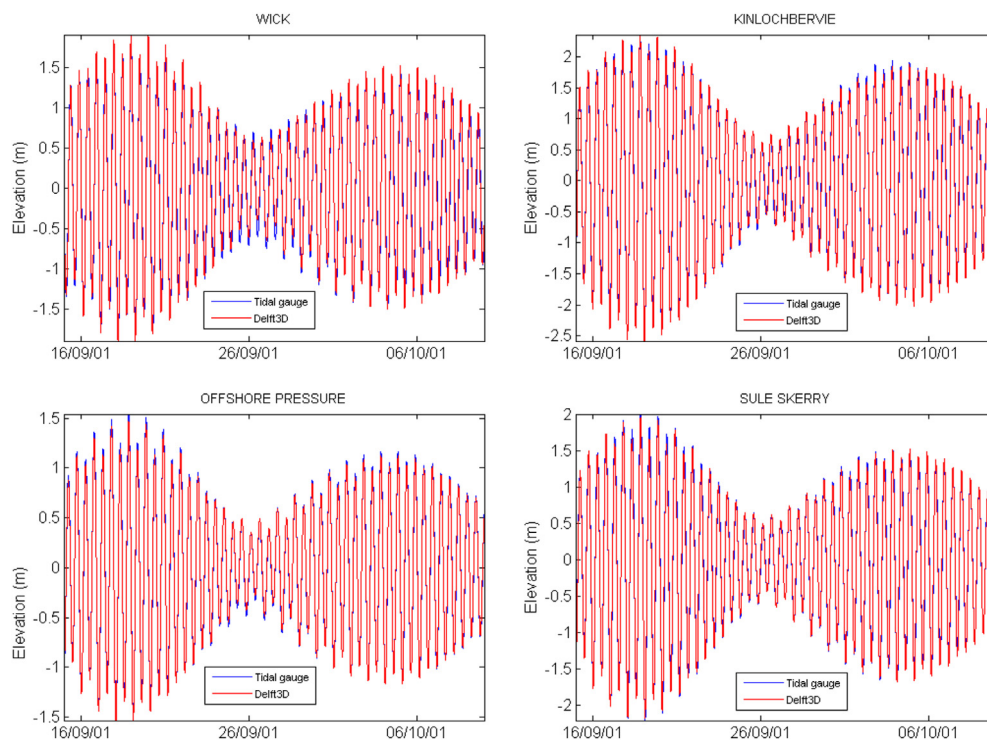 WICK
1.5
1
0.5
0
-0.5
-1
-1.5
Elevation (m)
Tidal gauge
Delft3D
16/09/01 26/09/01 06/10/01
KINLOCHBERVIE
2
1.5
1
0.5
0
-0.5
-1
-1.5
-2
-2.5
Elevation (m)
Tidal gauge
Delft3D
16/09/01 26/09/01 06/10/01
OFFSHORE PRESSURE
1.5
1
0.5
0
-0.5
-1
-1.5
Elevation (m)
Tidal gauge
Delft3D
16/09/01 26/09/01 06/10/01
SULE SKERRY
2
1.5
1
0.5
0
-0.5
-1
-1.5
-2
Elevation (m)
Tidal gauge
Delft3D
16/09/01 26/09/01 06/10/01